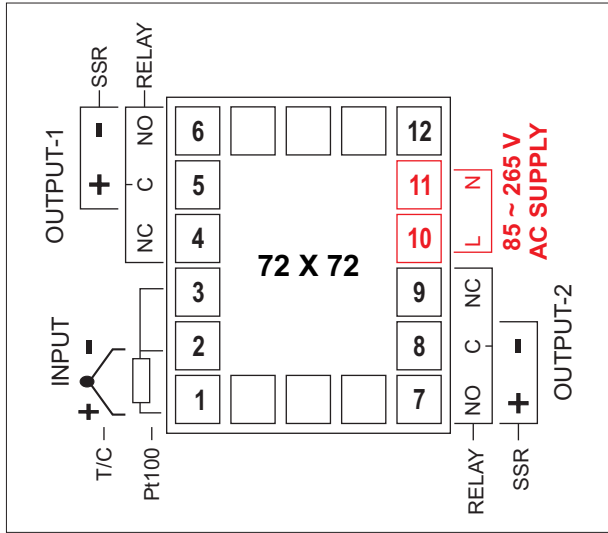 OUTPUT-1
SSR
+ -
RELAY
NC C NO
INPUT
T/C
+ -
Pt100
1 2 3 4 5 6
72 X 72
7 8 9 10 11 12
RELAY
NO C NC
L N
85 ~ 265 V
AC SUPPLY
SSR
+ -
OUTPUT-2